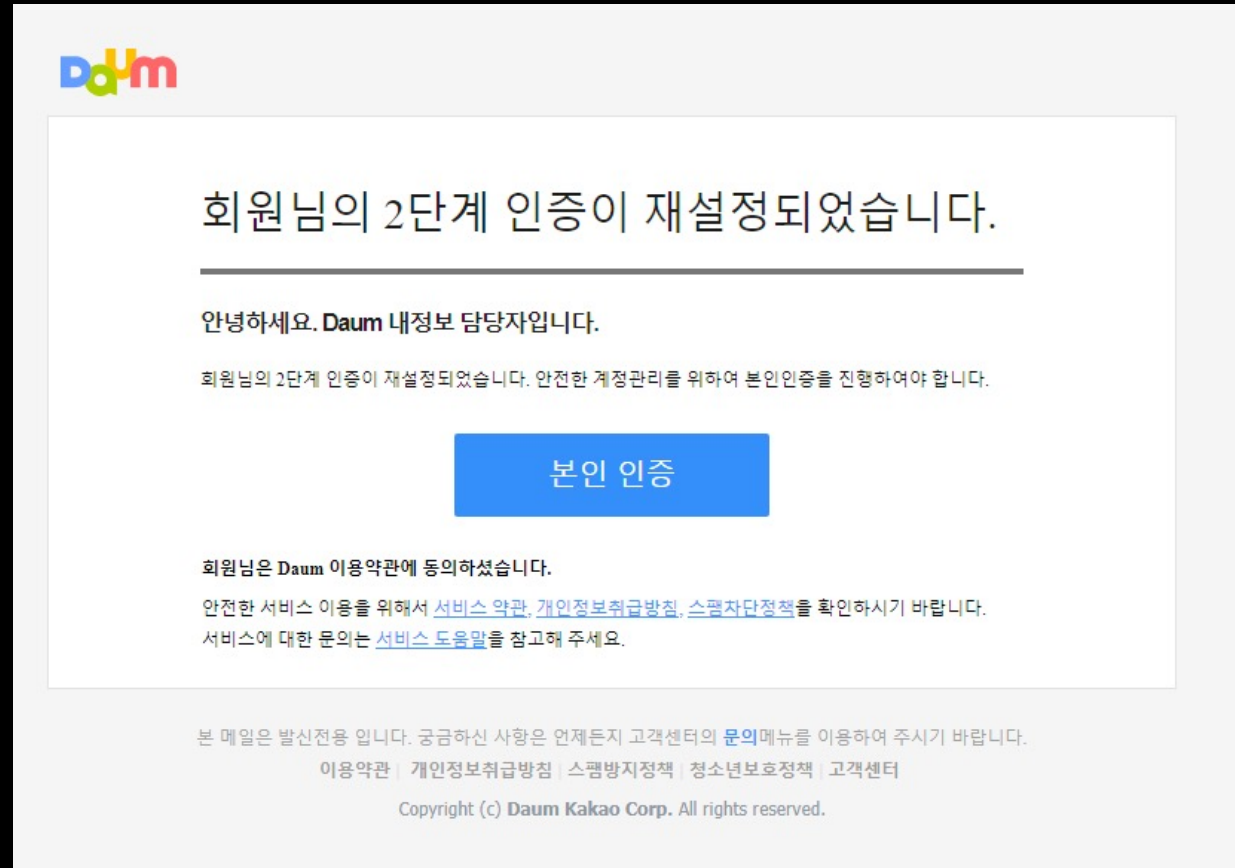 Daum
회원님의 2단계 인증이 재설정되었습니다.
안녕하세요. Daum 내정보 담당자입니다.
회원님의 2단계 인증이 재설정되었습니다. 안전한 계정관리를 위하여 본인인증을 진행하여야 합니다.
본인 인증
회원님은 Daum 이용약관에 동의하셨습니다.
안전한 서비스 이용을 위해서 서비스 약관, 개인정보취급방침, 스팸차단정책을 확인하시기 바랍니다.
서비스에 대한 문의는 서비스 도움말을 참고해 주세요.
본 메일은 발신전용 입니다. 궁금하신 사항은 언제든지 고객센터의 문의메뉴를 이용하여 주시기 바랍니다.
이용약관 | 개인정보취급방침 | 스팸방지정책 | 청소년보호정책 | 고객센터
Copyright (c) Daum Kakao Corp. All rights reserved.